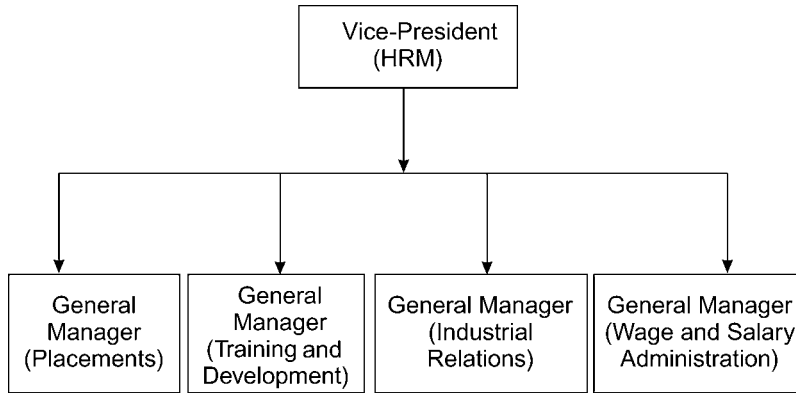 Vice-President
(HRM)
General
Manager
(Placements)
General
Manager
(Training and
Development)
General Manager
(Industrial
Relations)
General Manager
(Wage and Salary
Administration)